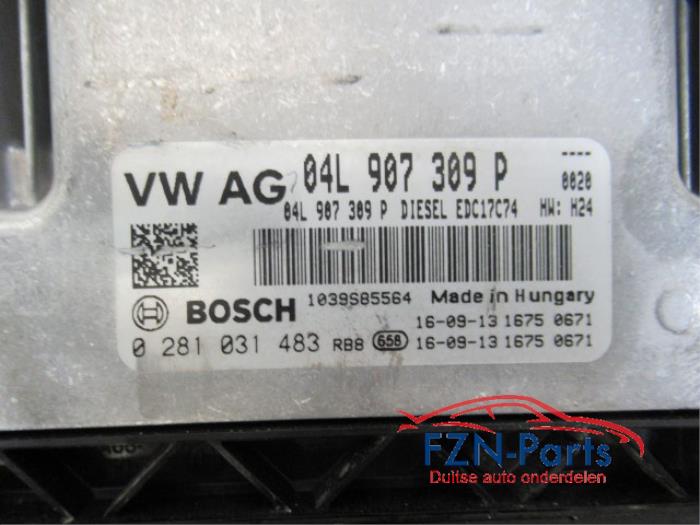 VW AG 04L 907 309 P ----
0020
04L 907 309 P DIESEL EDC17C74 HW: H24
BOSCH 1039S85564 Made in Hungary
16-09-13 1675 0671
0 281 031 483 RB8 658 16-09-13 1675 0671
FZN-Parts
Duitse auto onderdelen